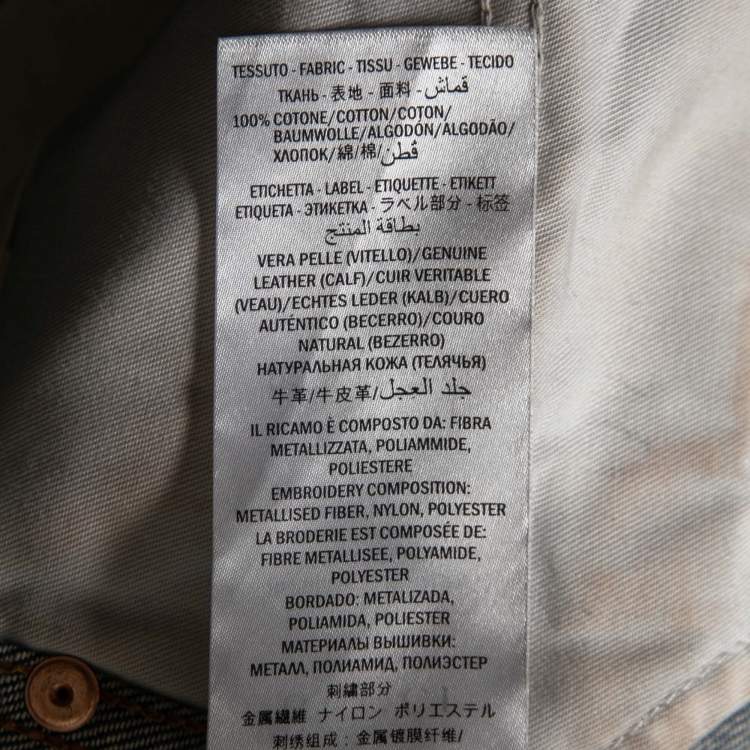 TESSUTO - FABRIC - TISSU - GEWEBE - TECIDO
ТКАНЬ - 表地 - 面料 - قماش
100% COTONE/COTTON/COTON/
BAUMWOLLE/ALGODÓN/ALGODÃO/
ХЛОПОК/綿/棉/قطن
ETICHETTA - LABEL - ETIQUETTE - ETIKETT
ETIQUETA - ЭТИКЕТКА - ラベル部分 - 标签
بطاقة المنتج
VERA PELLE (VITELLO)/GENUINE
LEATHER (CALF)/CUIR VERITABLE
(VEAU)/ECHTES LEDER (KALB)/CUERO
AUTÉNTICO (BECERRO)/COURO
NATURAL (BEZERRO)
НАТУРАЛЬНАЯ КОЖА (ТЕЛЯЧЬЯ)
牛革/牛皮革/جلد العجل
IL RICAMO È COMPOSTO DA: FIBRA
METALLIZZATA, POLIAMMIDE,
POLIESTERE
EMBROIDERY COMPOSITION:
METALLISED FIBER, NYLON, POLYESTER
LA BRODERIE EST COMPOSÉE DE:
FIBRE METALLISEE, POLYAMIDE,
POLYESTER
BORDADO: METALIZADA,
POLIAMIDA, POLIESTER
МАТЕРИАЛЫ ВЫШИВКИ:
МЕТАЛЛ, ПОЛИАМИД, ПОЛИЭСТЕР
刺繍部分
金属繊維 ナイロン ポリエステル
刺绣组成：金属镀膜纤维/